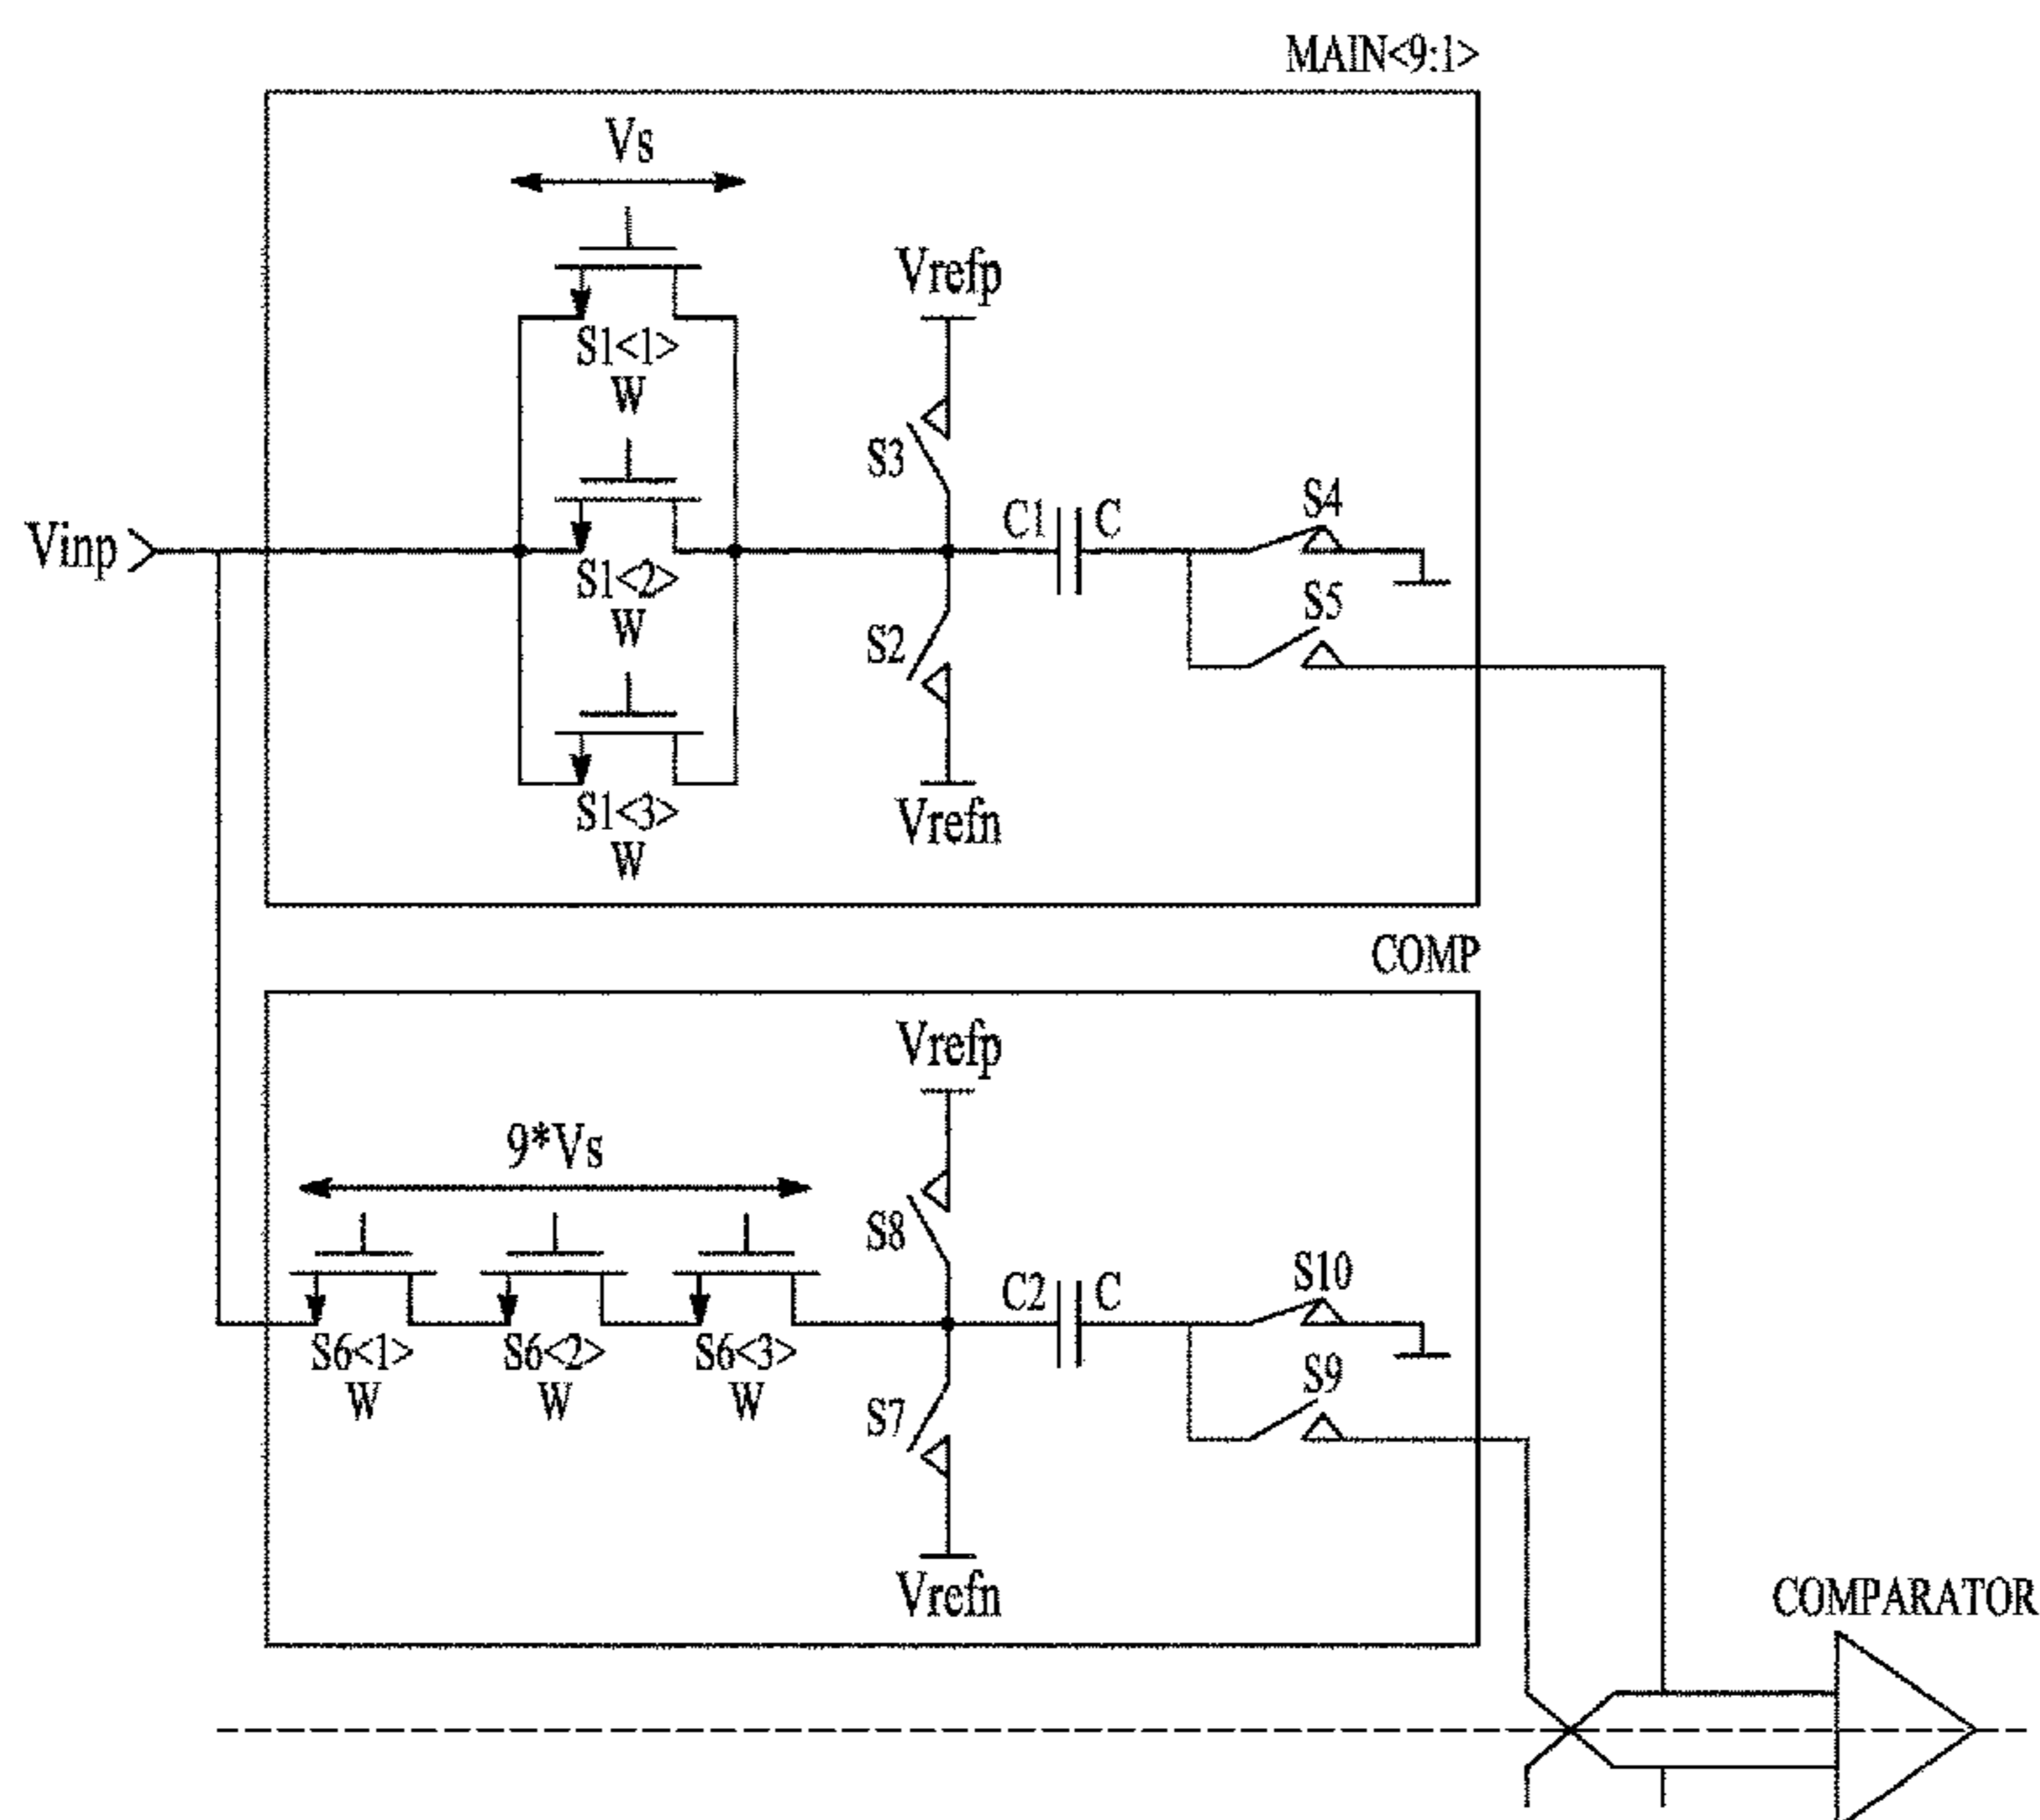 MAIN<9:1>
Vs
S1<1>
W
S1<2>
W
S1<3>
W
Vinp
Vrefp
S3
S2
Vrefn
C1 C
S4
S5
COMP
9*Vs
S6<1>
W
S6<2>
W
S6<3>
W
Vrefp
S8
S7
Vrefn
C2 C
S10
S9
COMPARATOR